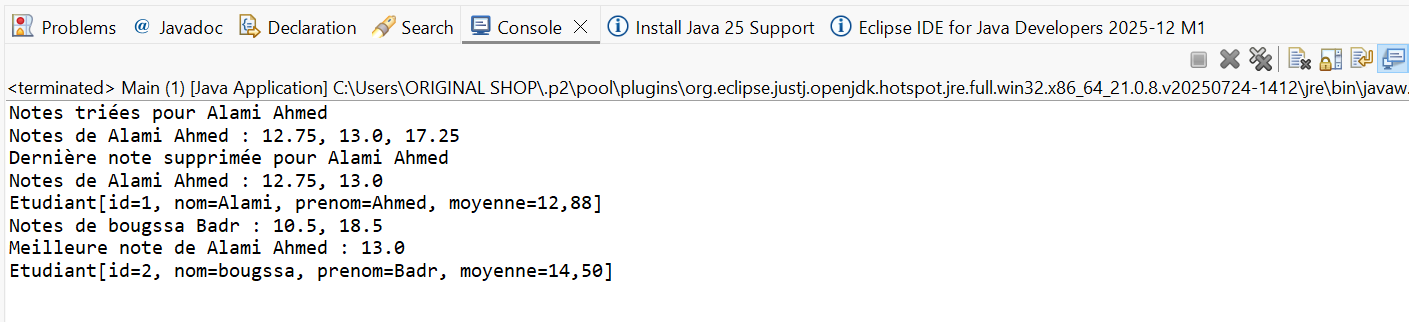 Problems @ Javadoc Declaration Search Console Install Java 25 Support Eclipse IDE for Java Developers 2025-12 M1
<terminated> Main (1) [Java Application] C:\Users\ORIGINAL SHOP\.p2\pool\plugins\org.eclipse.justj.openjdk.hotspot.jre.full.win32.x86_64_21.0.8.v20250724-1412\jre\bin\javaw.
Notes triées pour Alami Ahmed
Notes de Alami Ahmed : 12.75, 13.0, 17.25
Dernière note supprimée pour Alami Ahmed
Notes de Alami Ahmed : 12.75, 13.0
Etudiant[id=1, nom=Alami, prenom=Ahmed, moyenne=12,88]
Notes de bougssa Badr : 10.5, 18.5
Meilleure note de Alami Ahmed : 13.0
Etudiant[id=2, nom=bougssa, prenom=Badr, moyenne=14,50]